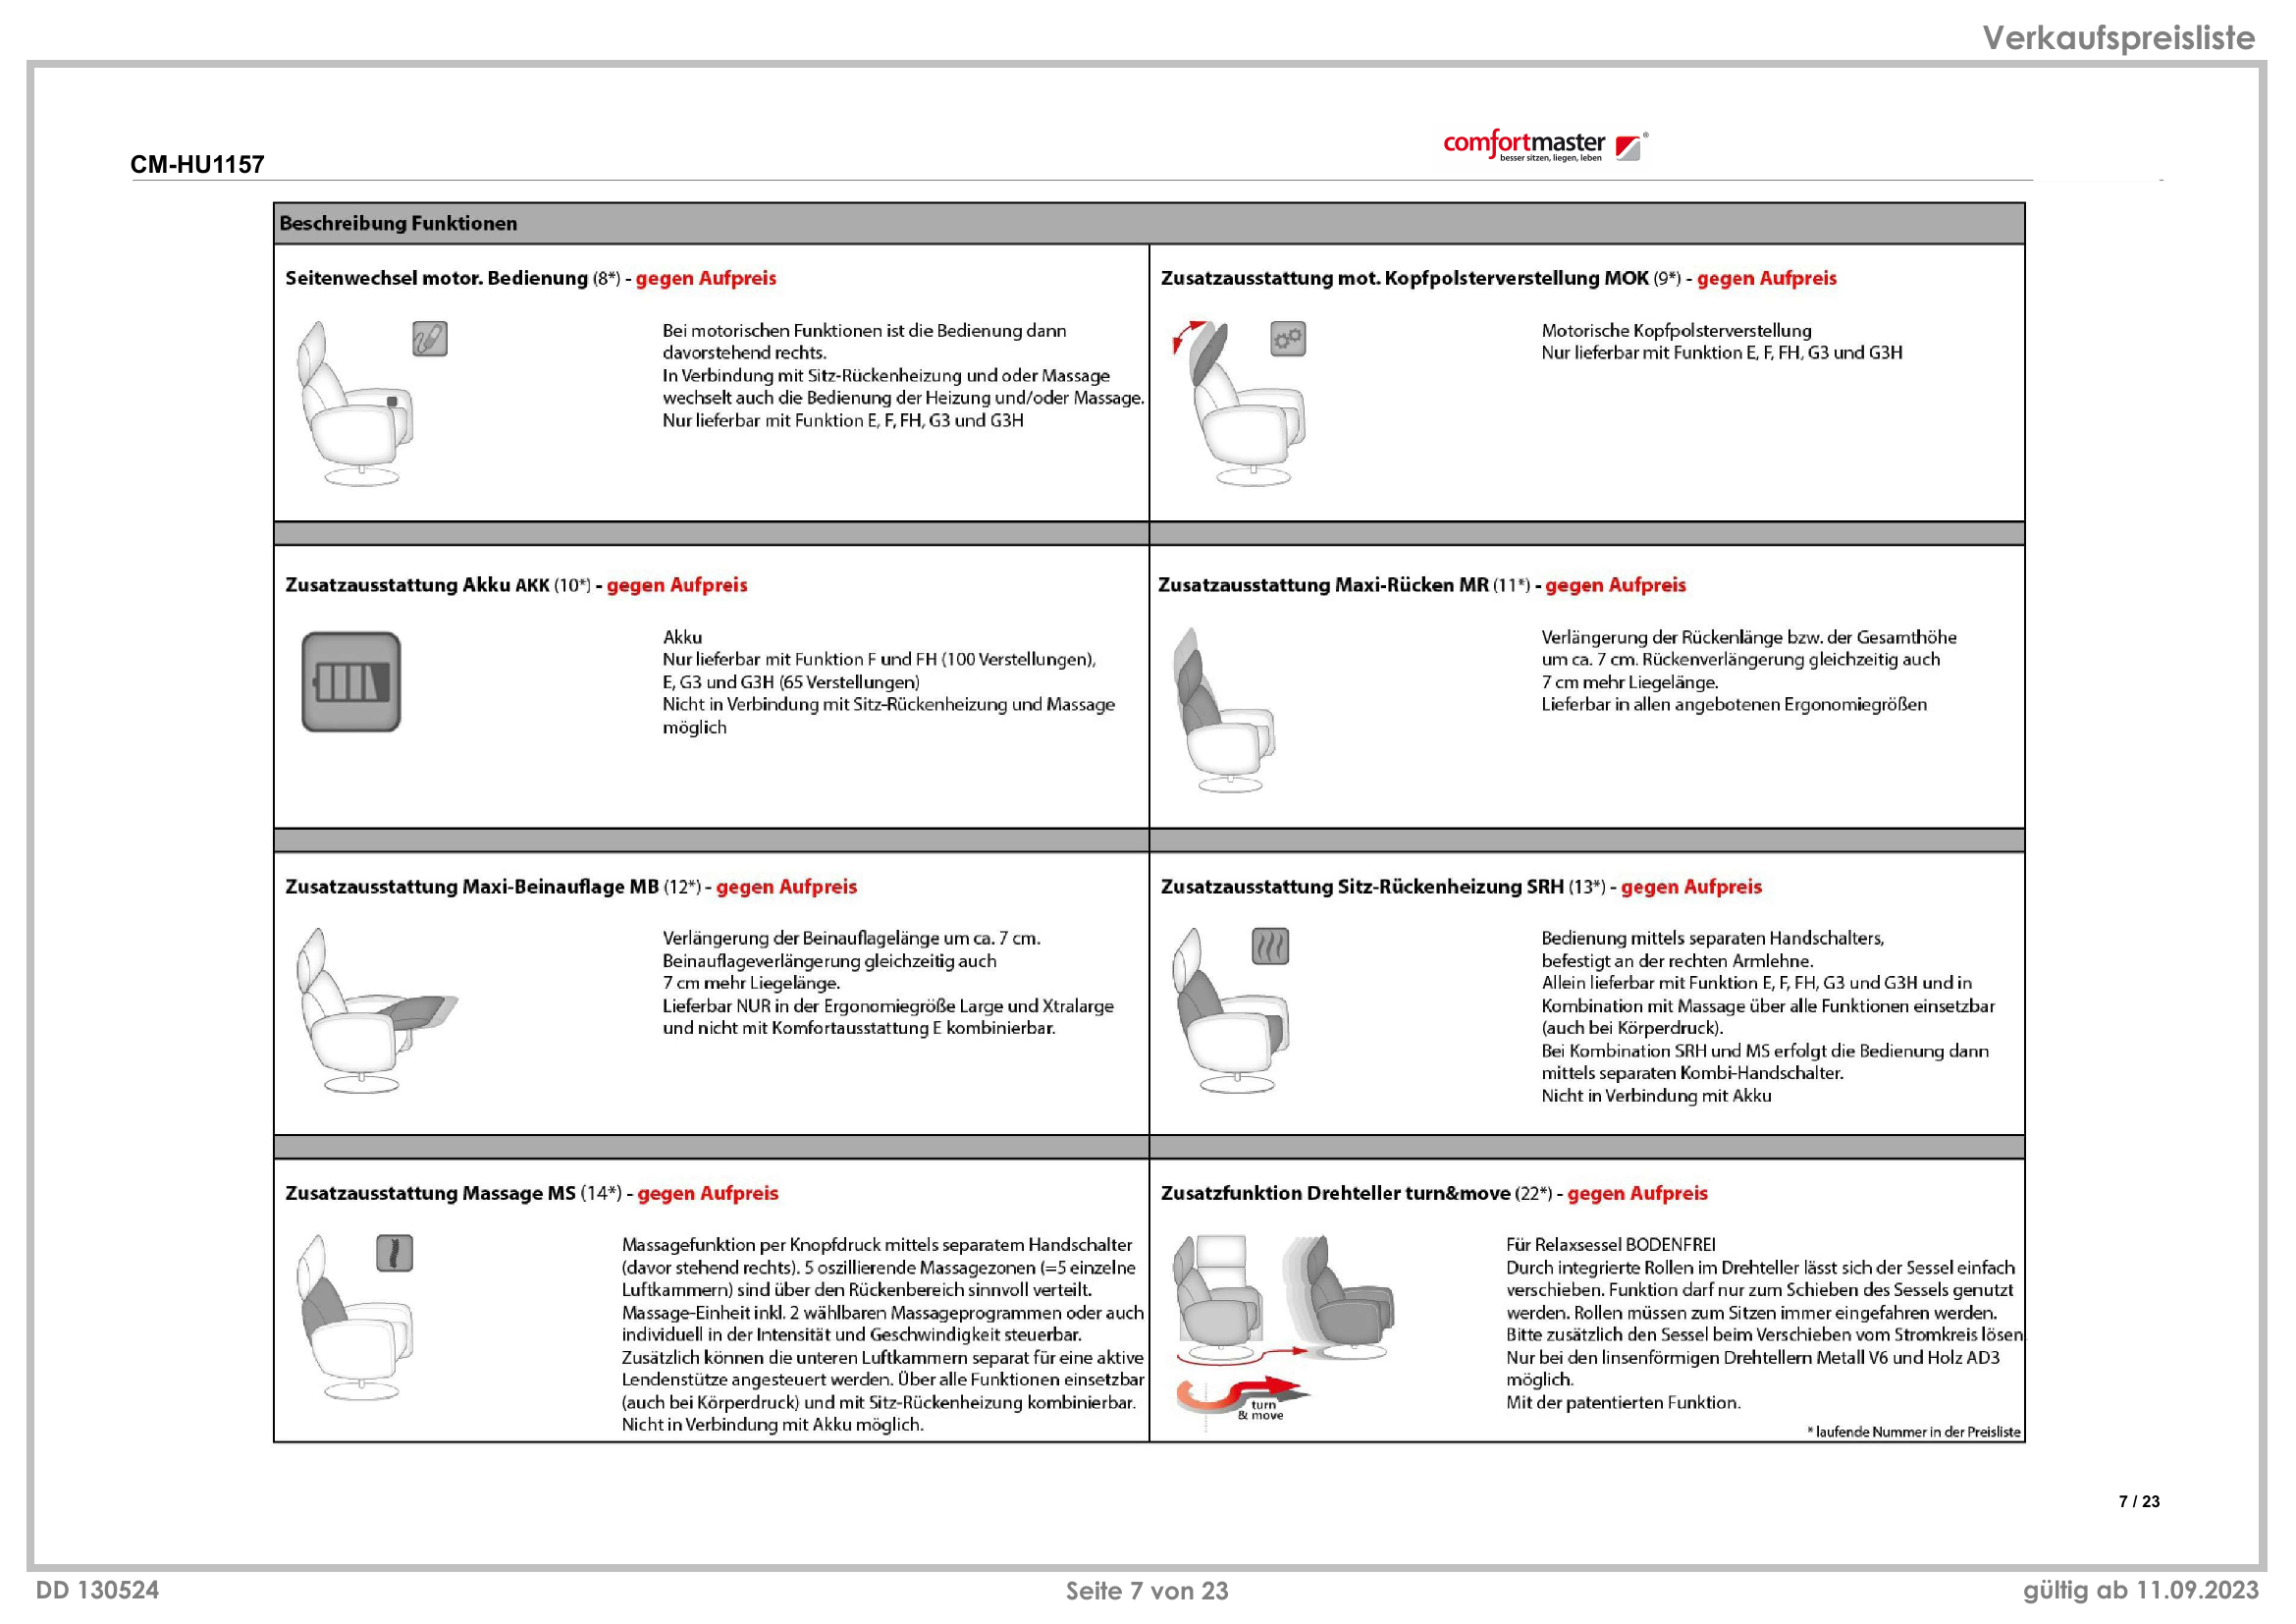 Verkaufspreisliste
comfortmaster ®
besser sitzen, liegen, leben
CM-HU1157
Beschreibung Funktionen
Seitenwechsel motor. Bedienung (8*) - gegen Aufpreis
Bei motorischen Funktionen ist die Bedienung dann
davorstehend rechts.
In Verbindung mit Sitz-Rückenheizung und oder Massage
wechselt auch die Bedienung der Heizung und/oder Massage.
Nur lieferbar mit Funktion E, F, FH, G3 und G3H
Zusatzausstattung mot. Kopfpolsterverstellung MOK (9*) - gegen Aufpreis
Motorische Kopfpolsterverstellung
Nur lieferbar mit Funktion E, F, FH, G3 und G3H
Zusatzausstattung Akku AKK (10*) - gegen Aufpreis
Akku
Nur lieferbar mit Funktion F und FH (100 Verstellungen),
E, G3 und G3H (65 Verstellungen)
Nicht in Verbindung mit Sitz-Rückenheizung und Massage
möglich
Zusatzausstattung Maxi-Rücken MR (11*) - gegen Aufpreis
Verlängerung der Rückenlänge bzw. der Gesamthöhe
um ca. 7 cm. Rückenverlängerung gleichzeitig auch
7 cm mehr Liegelänge.
Lieferbar in allen angebotenen Ergonomiegrößen
Zusatzausstattung Maxi-Beinauflage MB (12*) - gegen Aufpreis
Verlängerung der Beinauflagelänge um ca. 7 cm.
Beinauflageverlängerung gleichzeitig auch
7 cm mehr Liegelänge.
Lieferbar NUR in der Ergonomiegröße Large und Xtralarge
und nicht mit Komfortausstattung E kombinierbar.
Zusatzausstattung Sitz-Rückenheizung SRH (13*) - gegen Aufpreis
Bedienung mittels separaten Handschalters,
befestigt an der rechten Armlehne.
Allein lieferbar mit Funktion E, F, FH, G3 und G3H und in
Kombination mit Massage über alle Funktionen einsetzbar
(auch bei Körperdruck).
Bei Kombination SRH und MS erfolgt die Bedienung dann
mittels separaten Kombi-Handschalter.
Nicht in Verbindung mit Akku
Zusatzausstattung Massage MS (14*) - gegen Aufpreis
Massagefunktion per Knopfdruck mittels separatem Handschalter
(davor stehend rechts). 5 oszillierende Massagezonen (=5 einzelne
Luftkammern) sind über den Rückenbereich sinnvoll verteilt.
Massage-Einheit inkl. 2 wählbaren Massageprogrammen oder auch
individuell in der Intensität und Geschwindigkeit steuerbar.
Zusätzlich können die unteren Luftkammern separat für eine aktive
Lendenstütze angesteuert werden. Über alle Funktionen einsetzbar
(auch bei Körperdruck) und mit Sitz-Rückenheizung kombinierbar.
Nicht in Verbindung mit Akku möglich.
Zusatzfunktion Drehteller turn&move (22*) - gegen Aufpreis
Für Relaxsessel BODENFREI
Durch integrierte Rollen im Drehteller lässt sich der Sessel einfach
verschieben. Funktion darf nur zum Schieben des Sessels genutzt
werden. Rollen müssen zum Sitzen immer eingefahren werden.
Bitte zusätzlich den Sessel beim Verschieben vom Stromkreis lösen
Nur bei den linsenförmigen Drehtellern Metall V6 und Holz AD3
möglich.
Mit der patentierten Funktion.
turn
& move
* laufende Nummer in der Preisliste
7 / 23
DD 130524
Seite 7 von 23
gültig ab 11.09.2023